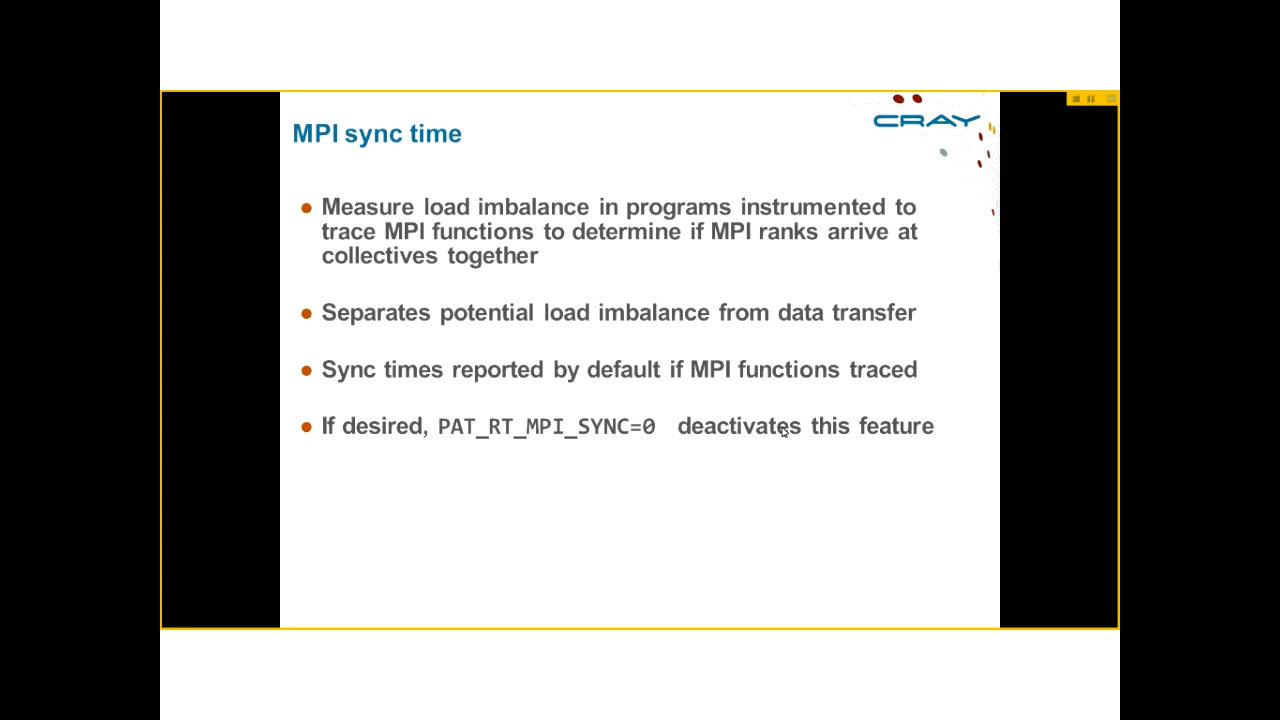 CRAY
MPI sync time
● Measure load imbalance in programs instrumented to
trace MPI functions to determine if MPI ranks arrive at
collectives together
● Separates potential load imbalance from data transfer
● Sync times reported by default if MPI functions traced
● If desired, PAT_RT_MPI_SYNC=0 deactivates this feature